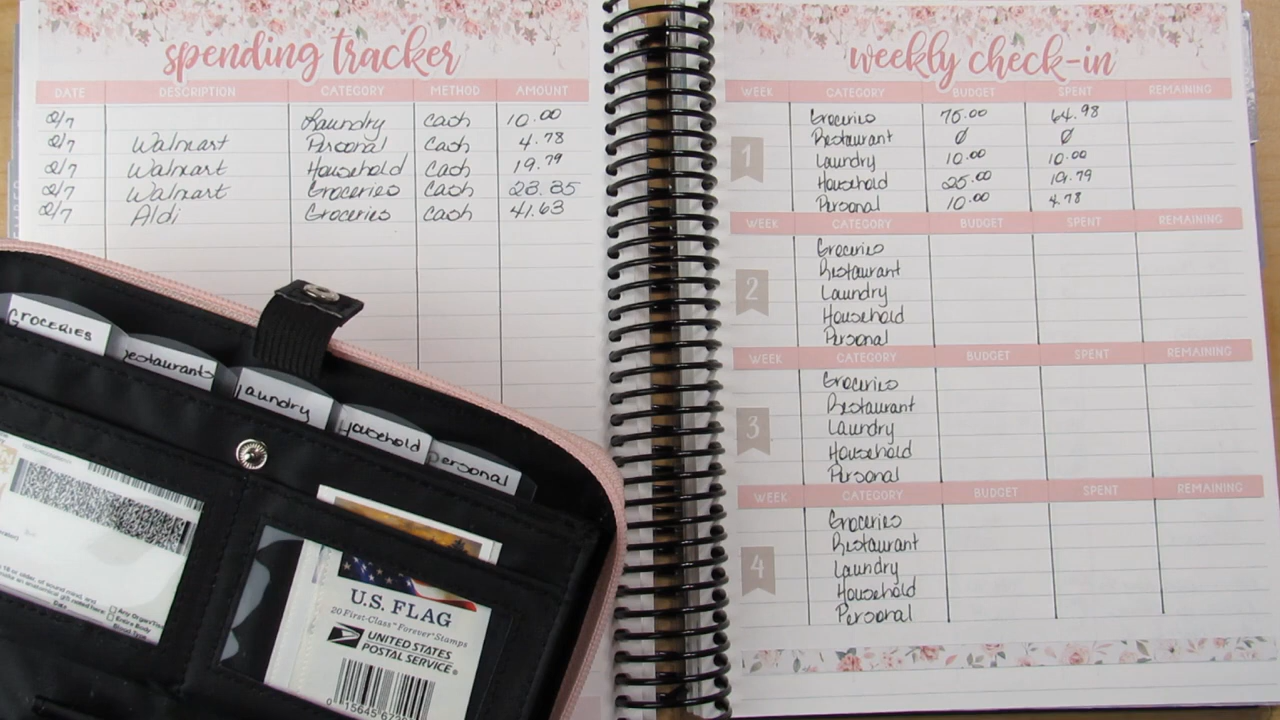 spending tracker
DATE DESCRIPTION CATEGORY METHOD AMOUNT
2/7 Laundry cash 10.00
2/7 Walmart Personal cash 4.78
2/7 Walmart Household cash 19.79
2/7 Walmart Groceries cash 23.35
2/7 Aldi Groceries cash 41.63
GROCERIES
estaurants
Laundry
Household
Personal
U.S. FLAG
20 First-Class "Forever" Stamps
UNITED STATES
POSTAL SERVICE®
weekly check-in
WEEK CATEGORY BUDGET SPENT REMAINING
1
Groceries 75.00 64.98
Restaurant Ø Ø
Laundry 10.00 10.00
Household 25.00 19.79
Personal 10.00 4.78
WEEK CATEGORY BUDGET SPENT REMAINING
2
Groceries
Restaurant
Laundry
Household
Personal
WEEK CATEGORY BUDGET SPENT REMAINING
3
Groceries
Restaurant
Laundry
Household
Personal
WEEK CATEGORY BUDGET SPENT REMAINING
4
Groceries
Restaurant
Laundry
Household
Personal